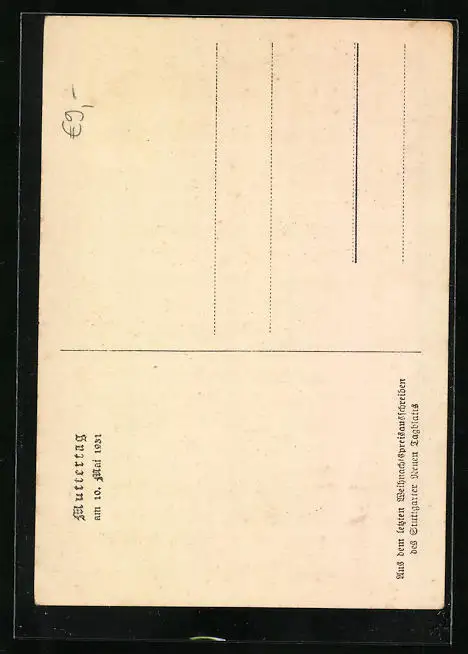 Muttertag
am 10. Mai 1931
Aus dem letzten Weihnachtspreisausschreiben
des Stuttgarter Neuen Tagblatts
€9,-